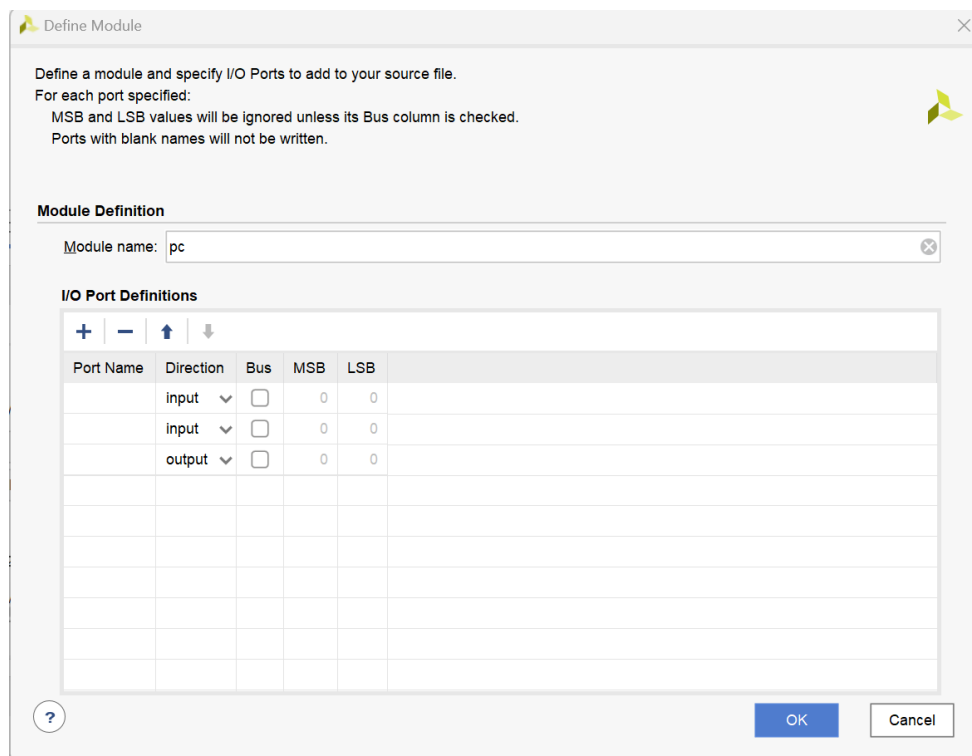 Define Module
Define a module and specify I/O Ports to add to your source file.
For each port specified:
MSB and LSB values will be ignored unless its Bus column is checked.
Ports with blank names will not be written.
Module Definition
Module name: pc
I/O Port Definitions
Port Name Direction Bus MSB LSB
input 0 0
input 0 0
output 0 0
? OK Cancel